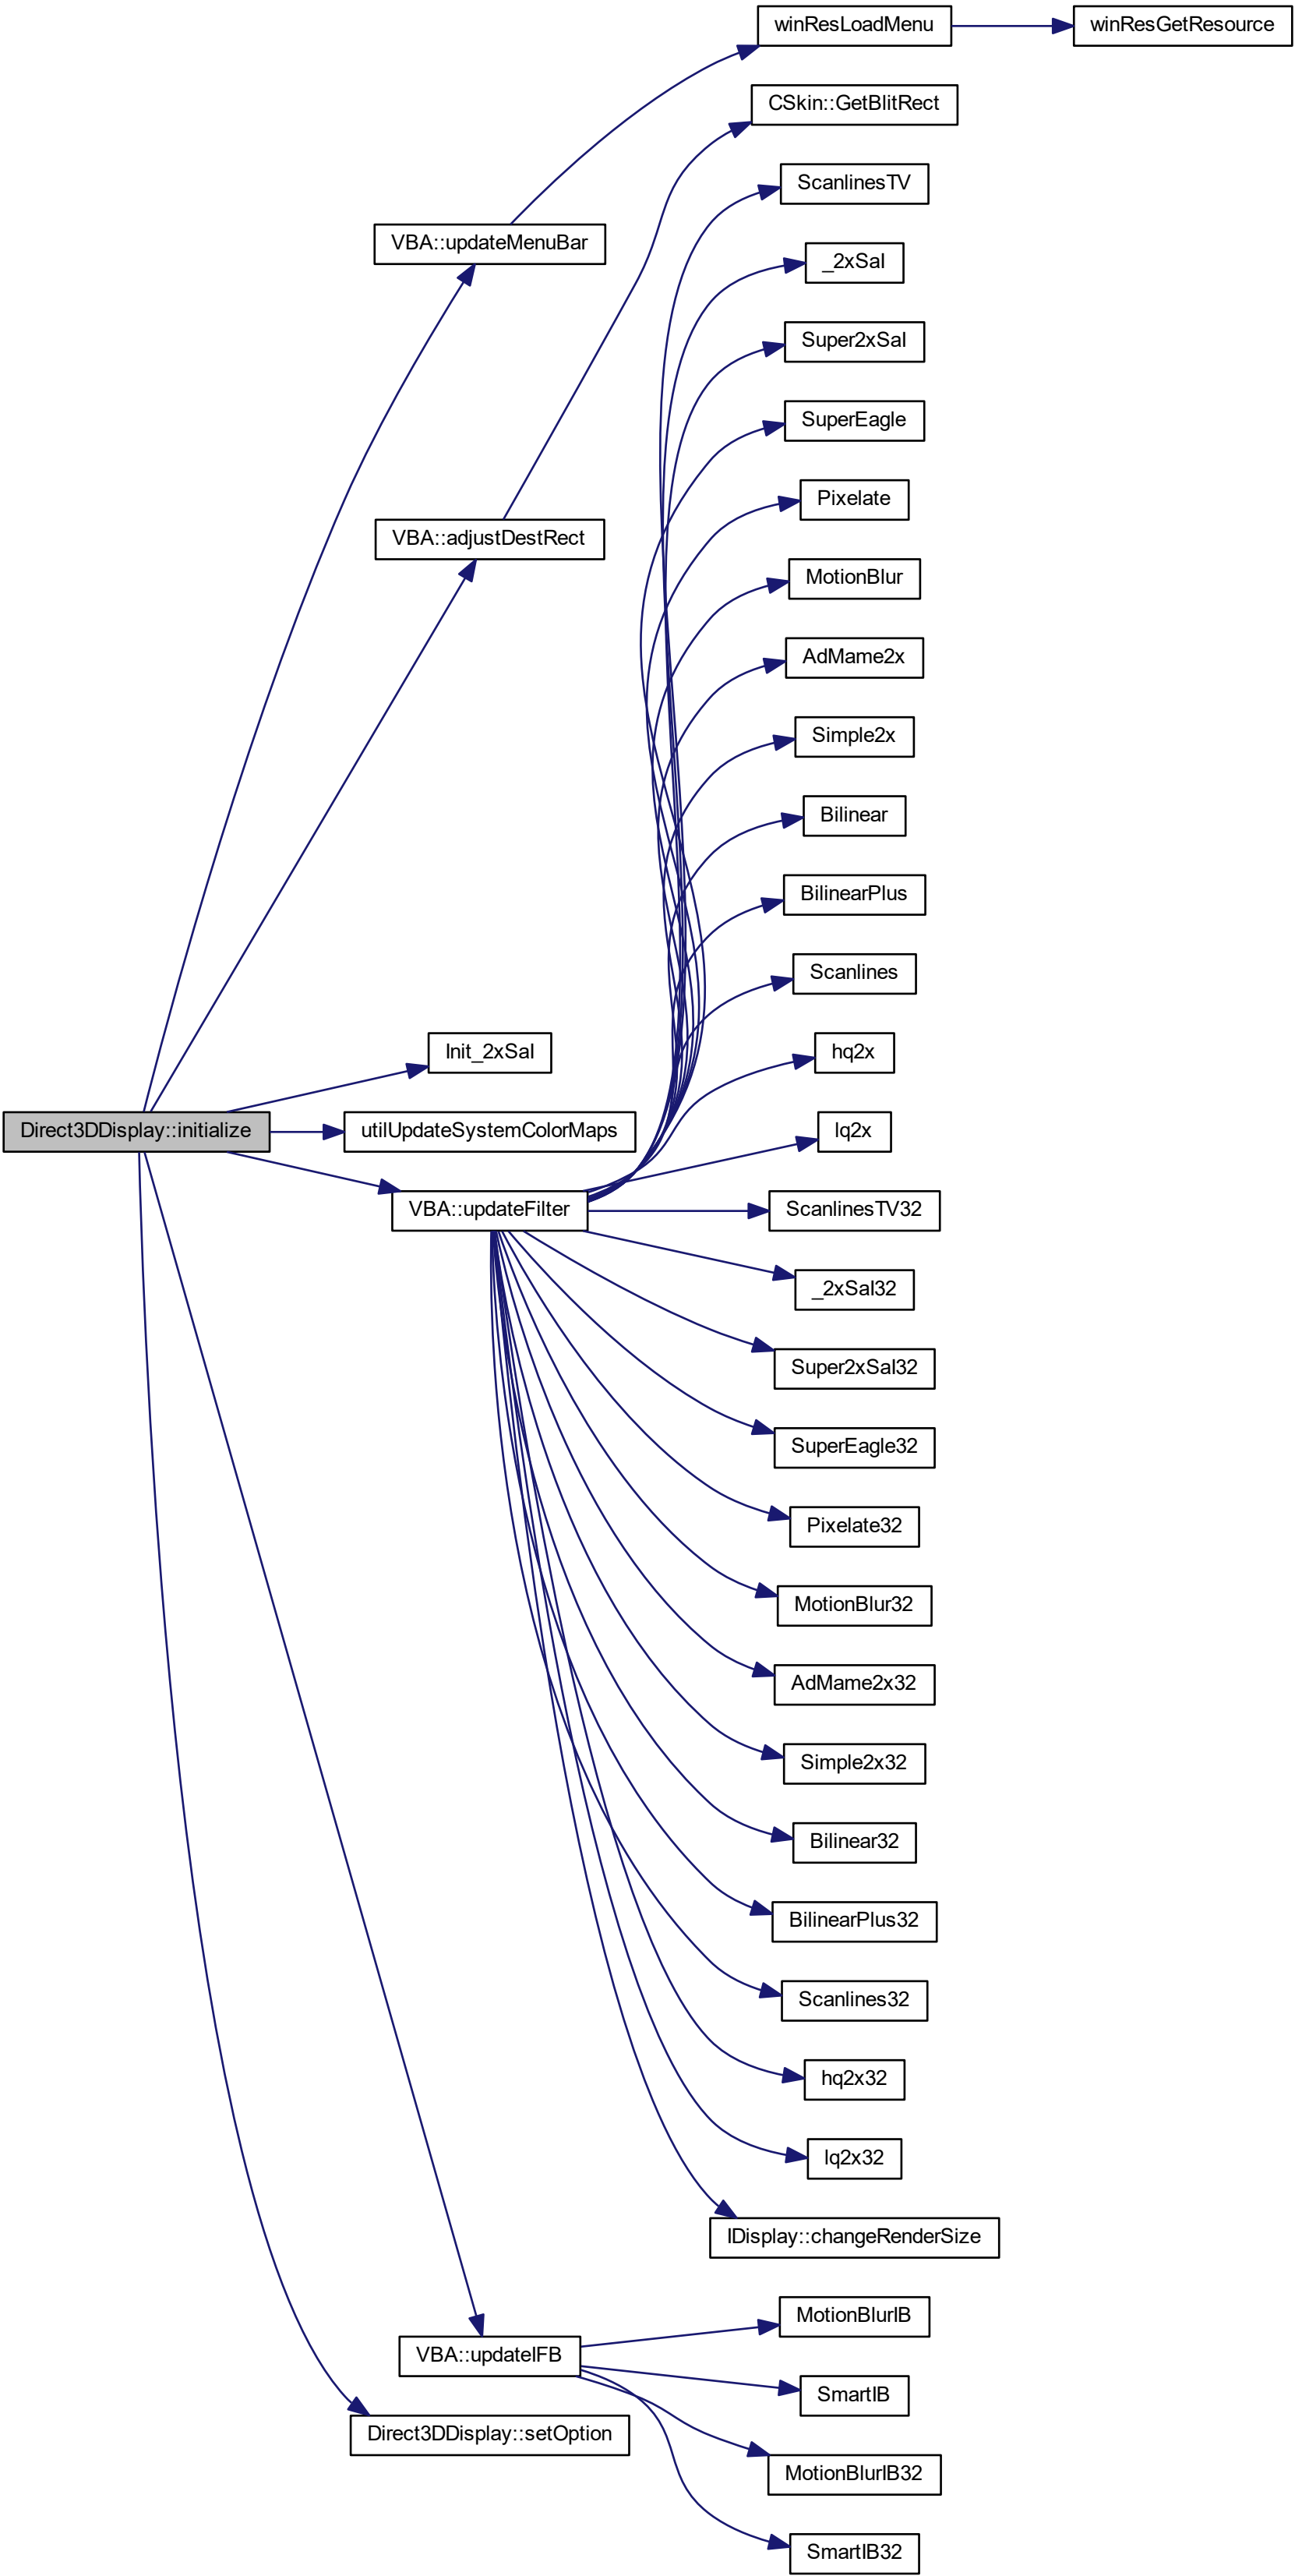 winResLoadMenu
winResGetResource
CSkin::GetBlitRect
ScanlinesTV
VBA::updateMenuBar
_2xSaI
Super2xSaI
SuperEagle
Pixelate
VBA::adjustDestRect
MotionBlur
AdMame2x
Simple2x
Bilinear
BilinearPlus
Scanlines
Init_2xSaI
hq2x
Direct3DDisplay::initialize
utilUpdateSystemColorMaps
lq2x
VBA::updateFilter
ScanlinesTV32
_2xSaI32
Super2xSaI32
SuperEagle32
Pixelate32
MotionBlur32
AdMame2x32
Simple2x32
Bilinear32
BilinearPlus32
Scanlines32
hq2x32
lq2x32
IDisplay::changeRenderSize
MotionBlurIB
VBA::updateIFB
SmartIB
Direct3DDisplay::setOption
MotionBlurIB32
SmartIB32